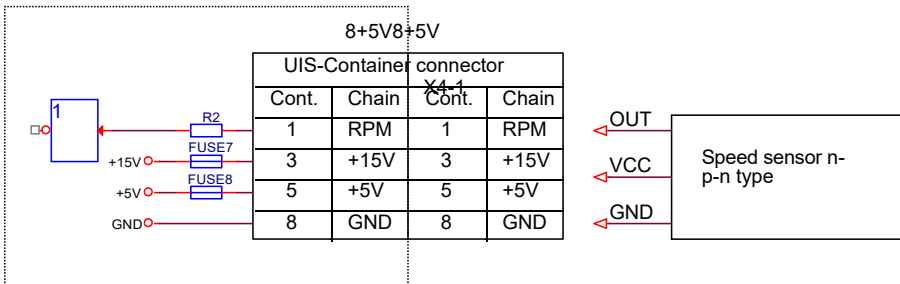 8+5V8+5V
UIS-Container connector
X4-1
Cont. Chain Cont. Chain
1
R2
1 RPM 1 RPM
OUT
FUSE7
+15V
3 +15V 3 +15V
VCC
Speed sensor n-
p-n type
FUSE8
+5V
5 +5V 5 +5V
GND
8 GND 8 GND
GND